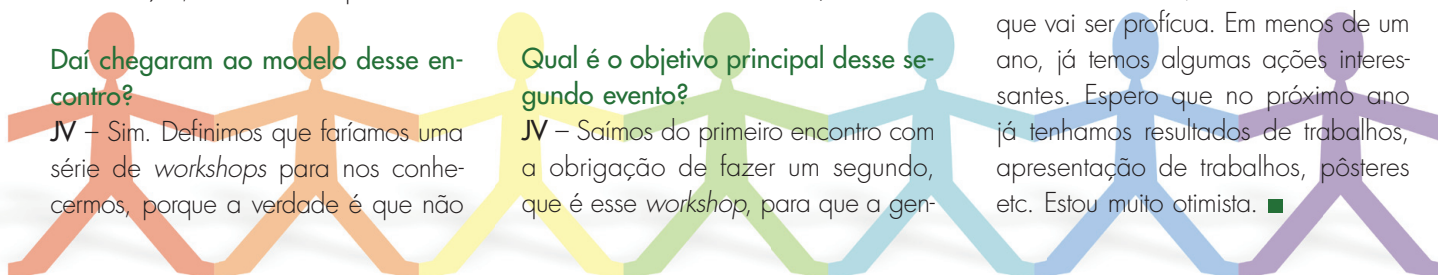 Daí chegaram ao modelo desse en-
contro?
JV – Sim. Definimos que faríamos uma
série de workshops para nos conhe-
cermos, porque a verdade é que não
Qual é o objetivo principal desse se-
gundo evento?
JV – Saímos do primeiro encontro com
a obrigação de fazer um segundo,
que é esse workshop, para que a gen-
que vai ser profícua. Em menos de um
ano, já temos algumas ações interes-
santes. Espero que no próximo ano
já tenhamos resultados de trabalhos,
apresentação de trabalhos, pôsteres
etc. Estou muito otimista. ■